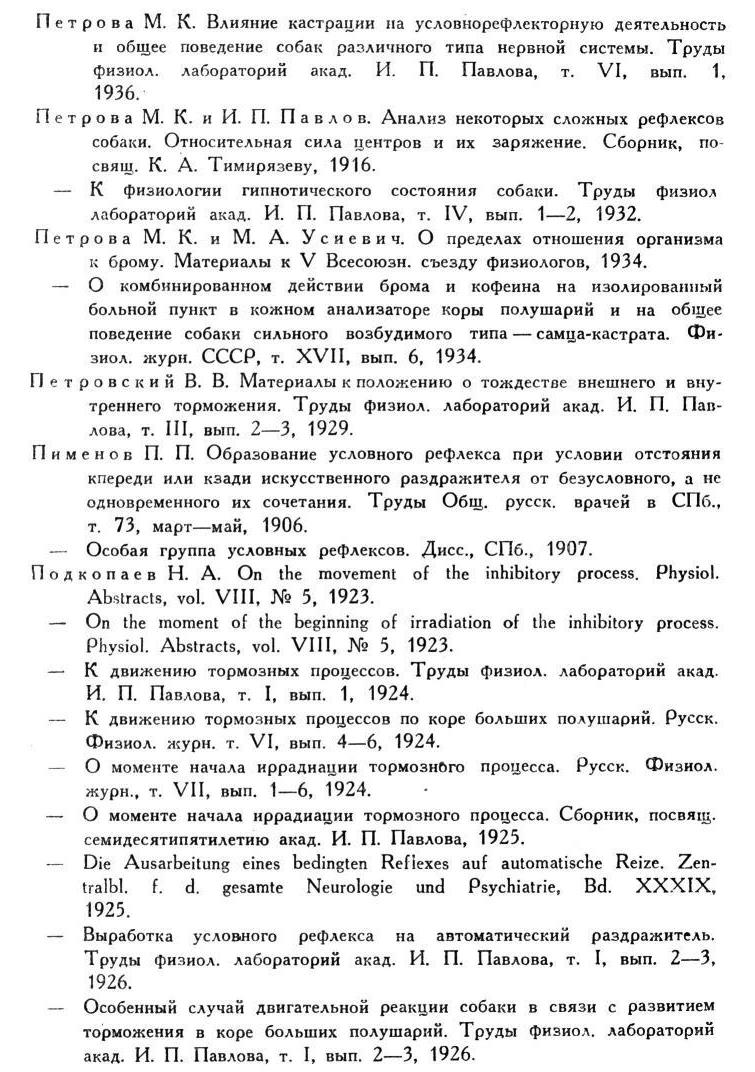 Петрова М. К. Влияние кастрации на условнорефлекторную деятельность
и общее поведение собак различного типа нервной системы. Труды
физиол. лабораторий акад. И. П. Павлова, т. VI, вып. 1,
1936.
Петрова М. К. и И. П. Павлов. Анализ некоторых сложных рефлексов
собаки. Относительная сила центров и их заряжение. Сборник, по-
свящ. К. А. Тимирязеву, 1916.
— К физиологии гипнотического состояния собаки. Труды физиол
лабораторий акад. И. П. Павлова, т. IV, вып. 1—2, 1932.
Петрова М. К. и М. А. Усиевич. О пределах отношения организма
к брому. Материалы к V Всесоюзн. съезду физиологов, 1934.
— О комбинированном действии брома и кофеина на изолированный
больной пункт в кожном анализаторе коры полушарий и на общее
поведение собаки сильного возбудимого типа — самца-кастрата. Фи-
зиол. журн. СССР, т. XVII, вып. 6, 1934.
Петровский В. В. Материалы к положению о тождестве внешнего и вну-
треннего торможения. Труды физиол. лабораторий акад. И. П. Пав-
лова, т. III, вып. 2—3, 1929.
Пименов П. П. Образование условного рефлекса при условии отстояния
кпереди или кзади искусственного раздражителя от безусловного, а не
одновременного их сочетания. Труды Общ. русск. врачей в СПб.,
т. 73, март—май, 1906.
— Особая группа условных рефлексов. Дисс., СПб., 1907.
Подкопаев Н. А. On the movement of the inhibitory process. Physiol.
Abstracts, vol. VIII, № 5, 1923.
— On the moment of the beginning of irradiation of the inhibitory process.
Physiol. Abstracts, vol. VIII, № 5, 1923.
— К движению тормозных процессов. Труды физиол. лабораторий акад.
И. П. Павлова, т. I, вып. 1, 1924.
— К движению тормозных процессов по коре больших полушарий. Русск.
Физиол. журн. т. VI, вып. 4—6, 1924.
— О моменте начала иррадиации тормозного процесса. Русск. Физиол.
журн., т. VII, вып. 1—6, 1924.
— О моменте начала иррадиации тормозного процесса. Сборник, посвящ.
семидесятипятилетию акад. И. П. Павлова, 1925.
— Die Ausarbeitung eines bedingten Reflexes auf automatische Reize. Zen-
tralbl. f. d. gesamte Neurologie und Psychiatrie, Bd. XXXIX,
1925.
— Выработка условного рефлекса на автоматический раздражитель.
Труды физиол. лабораторий акад. И. П. Павлова, т. I, вып. 2—3,
1926.
— Особенный случай двигательной реакции собаки в связи с развитием
торможения в коре больших полушарий. Труды физиол. лабораторий
акад. И. П. Павлова, т. I, вып. 2—3, 1926.